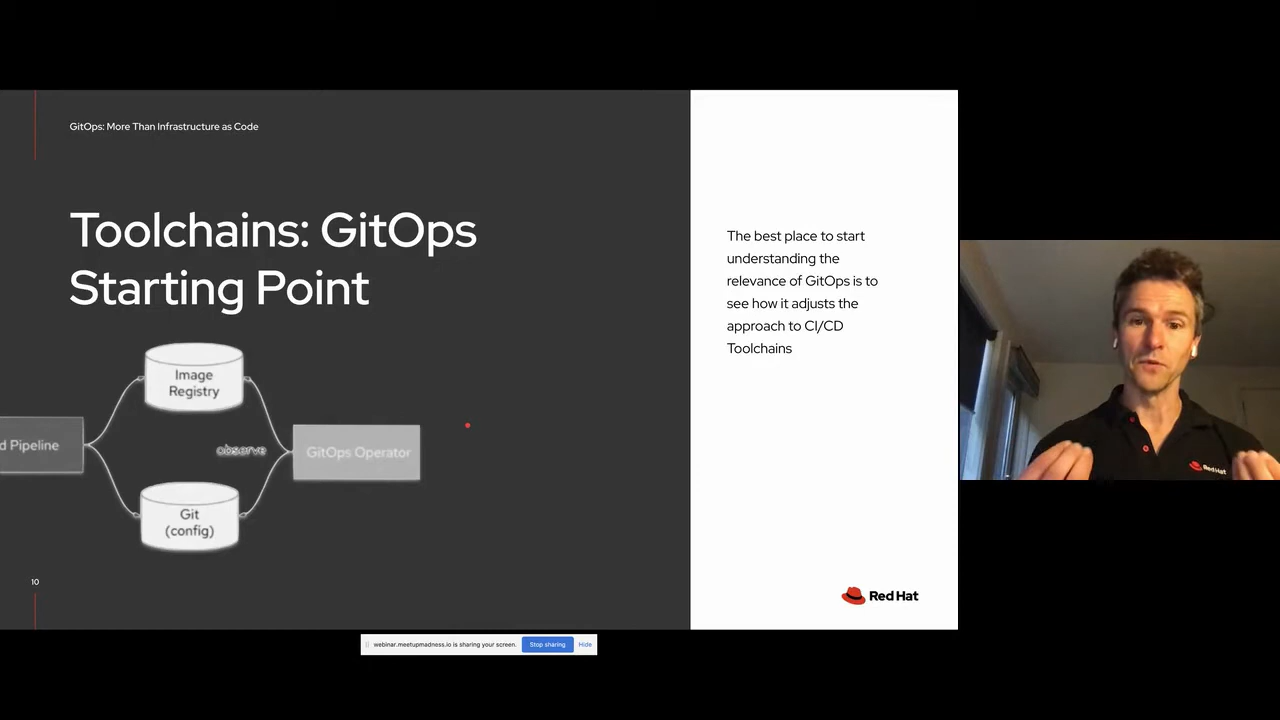 GitOps: More Than Infrastructure as Code
Toolchains: GitOps
Starting Point
Image
Registry
d Pipeline
observe
GitOps Operator
Git
(config)
10
The best place to start
understanding the
relevance of GitOps is to
see how it adjusts the
approach to CI/CD
Toolchains
Red Hat
webinar.meetupmadness.io is sharing your screen.
Stop sharing
Hide
Red Hat